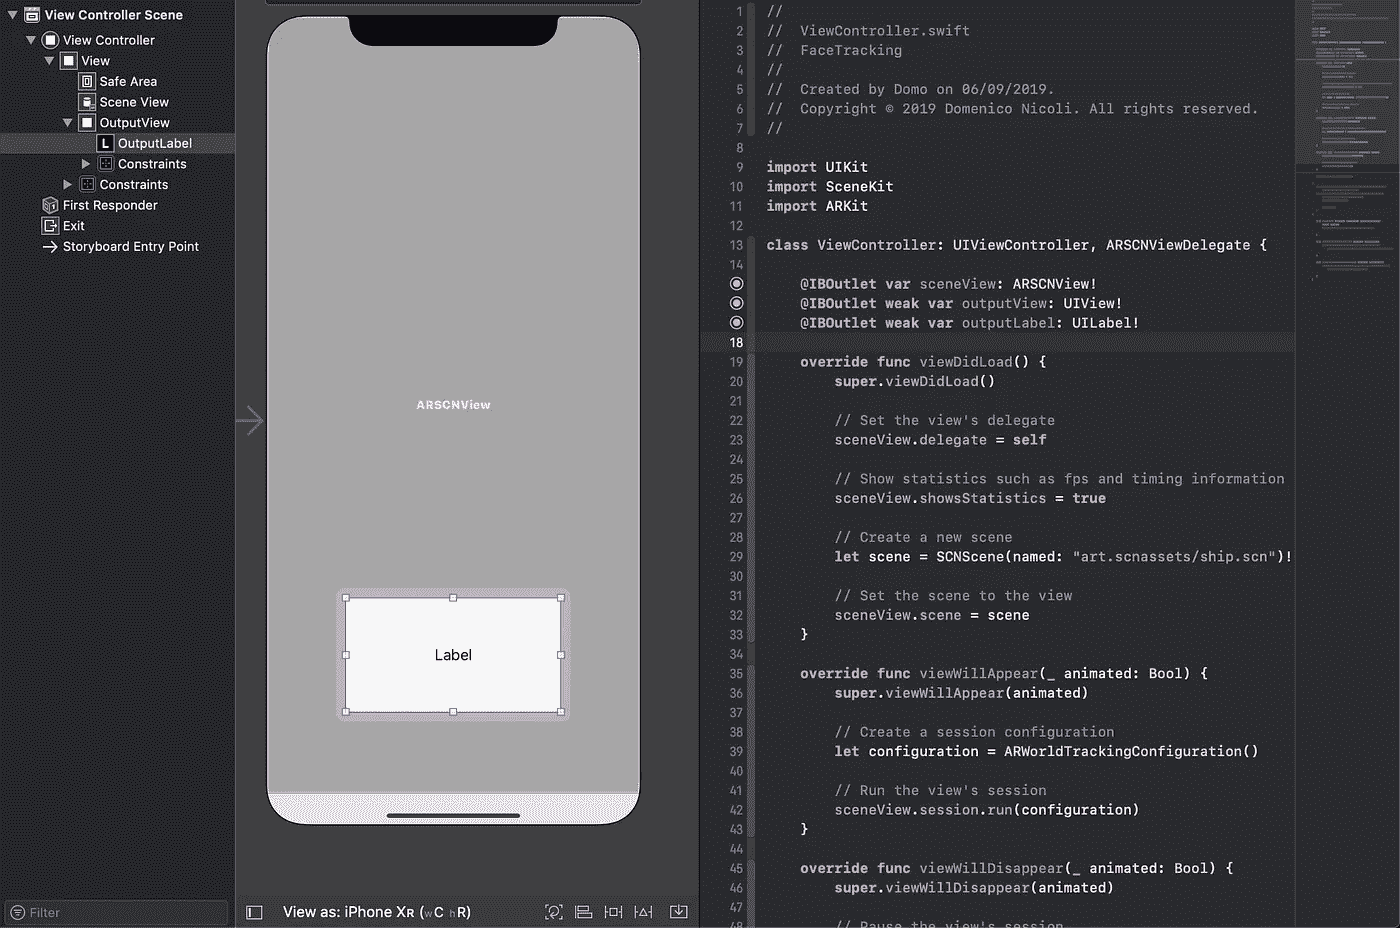 View Controller Scene
View Controller
View
Safe Area
Scene View
OutputView
L OutputLabel
Constraints
Constraints
First Responder
Exit
Storyboard Entry Point
Filter
ARSCNView
Label
View as: iPhone XR (wC hR)
1 //
2 //  ViewController.swift
3 //  FaceTracking
4 //
5 //  Created by Domo on 06/09/2019.
6 //  Copyright © 2019 Domenico Nicoli. All rights reserved.
7 //
8
9 import UIKit
10 import SceneKit
11 import ARKit
12
13 class ViewController: UIViewController, ARSCNViewDelegate {
14
@IBOutlet var sceneView: ARSCNView!
@IBOutlet weak var outputView: UIView!
@IBOutlet weak var outputLabel: UILabel!
18
19 override func viewDidLoad() {
20 super.viewDidLoad()
21
22 // Set the view's delegate
23 sceneView.delegate = self
24
25 // Show statistics such as fps and timing information
26 sceneView.showsStatistics = true
27
28 // Create a new scene
29 let scene = SCNScene(named: "art.scnassets/ship.scn")!
30
31 // Set the scene to the view
32 sceneView.scene = scene
33 }
34
35 override func viewWillAppear(_ animated: Bool) {
36 super.viewWillAppear(animated)
37
38 // Create a session configuration
39 let configuration = ARWorldTrackingConfiguration()
40
41 // Run the view's session
42 sceneView.session.run(configuration)
43 }
44
45 override func viewWillDisappear(_ animated: Bool) {
46 super.viewWillDisappear(animated)
47
48 // Pause the view's session